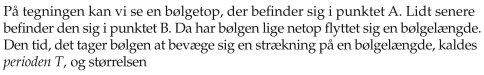 På tegningen kan vi se en bølgetop, der befinder sig i punktet A. Lidt senere
befinder den sig i punktet B. Da har bølgen lige netop flyttet sig en bølgelængde.
Den tid, det tager bølgen at bevæge sig en strækning på en bølgelængde, kaldes
perioden T, og størrelsen